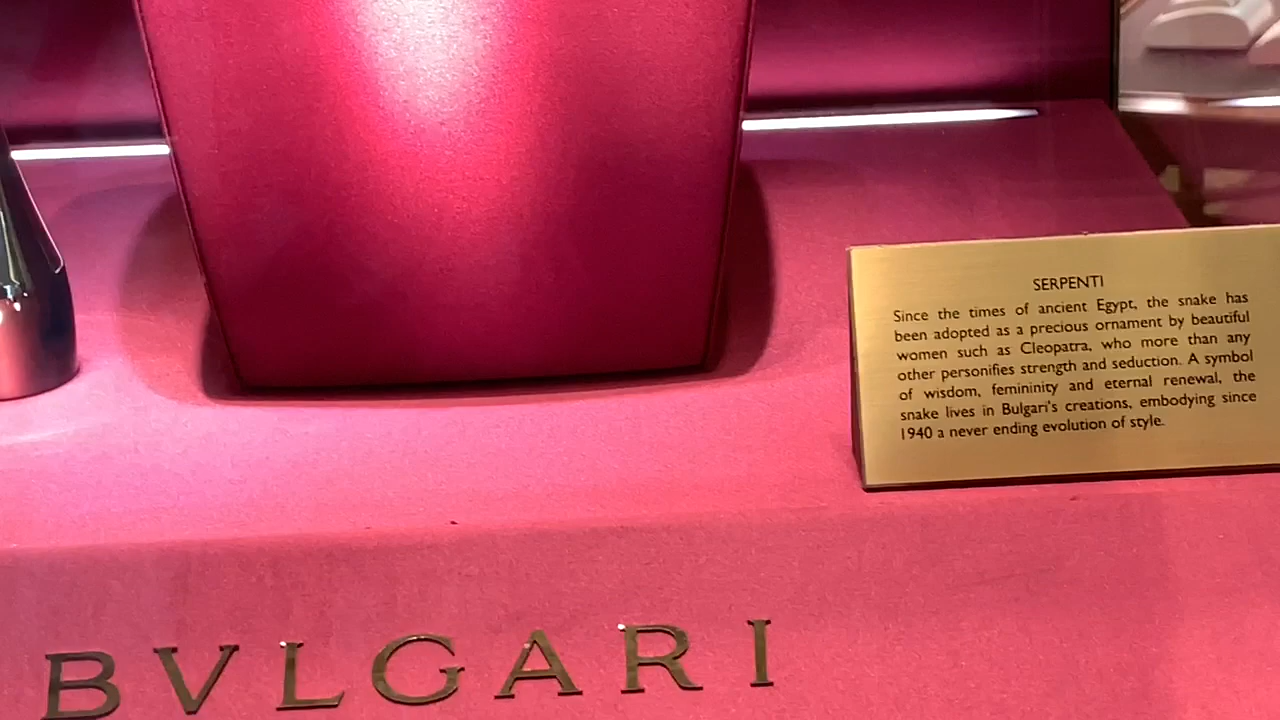 SERPENTI
Since the times of ancient Egypt, the snake has
been adopted as a precious ornament by beautiful
women such as Cleopatra, who more than any
other personifies strength and seduction. A symbol
of wisdom, femininity and eternal renewal, the
snake lives in Bulgari's creations, embodying since
1940 a never ending evolution of style.
BVLGARI